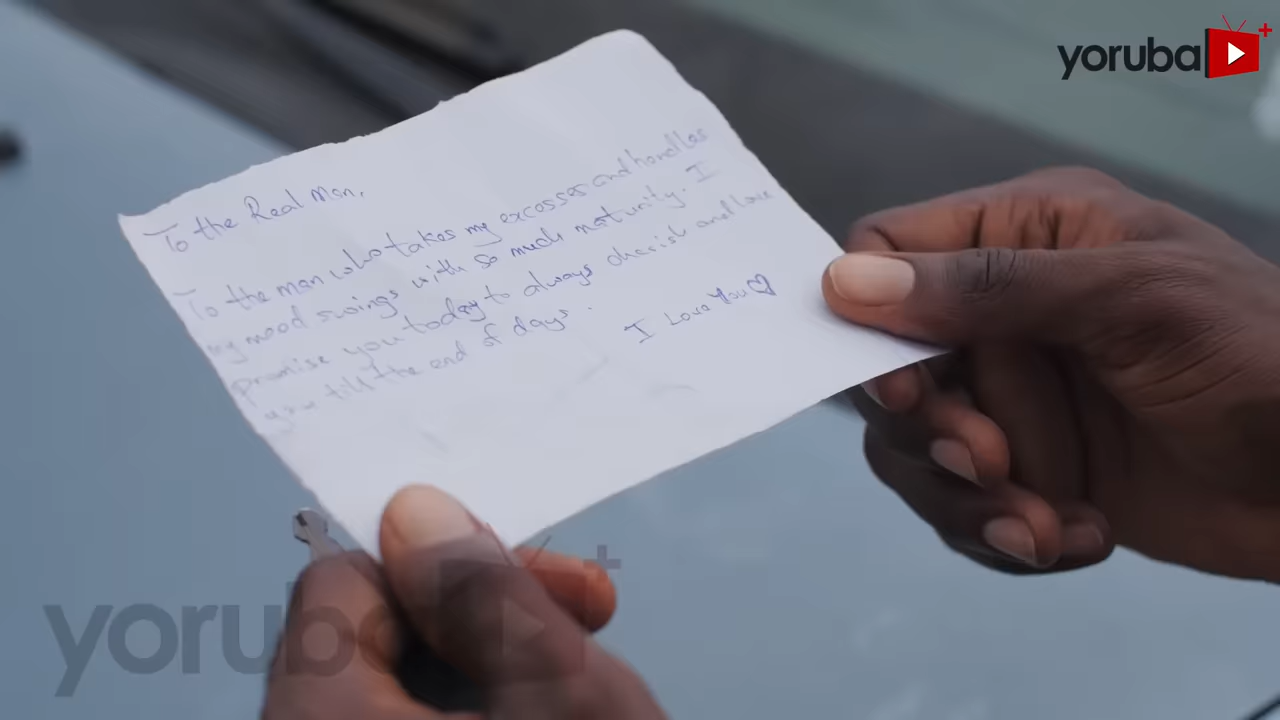 yoruba+
To the Real Man,
To the man who takes my excesses and handles
my mood swings with so much maturity. I
promise you today to always cherish and love
you till the end of days.
I Love You♡
yoruba+